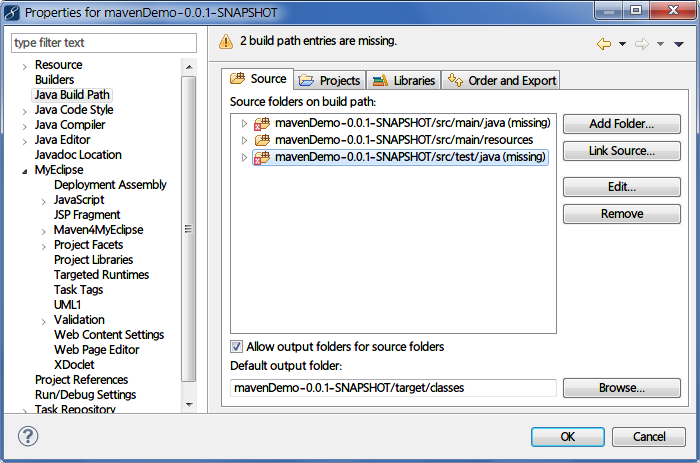 Properties for mavenDemo-0.0.1-SNAPSHOT
type filter text
Resource
Builders
Java Build Path
Java Code Style
Java Compiler
Java Editor
Javadoc Location
MyEclipse
Deployment Assembly
JavaScript
JSP Fragment
Maven4MyEclipse
Project Facets
Project Libraries
Targeted Runtimes
Task Tags
UML1
Validation
Web Content Settings
Web Page Editor
XDoclet
Project References
Run/Debug Settings
Task Repository
2 build path entries are missing.
Source
Projects
Libraries
Order and Export
Source folders on build path:
mavenDemo-0.0.1-SNAPSHOT/src/main/java (missing)
mavenDemo-0.0.1-SNAPSHOT/src/main/resources
mavenDemo-0.0.1-SNAPSHOT/src/test/java (missing)
Add Folder...
Link Source...
Edit...
Remove
Allow output folders for source folders
Default output folder:
mavenDemo-0.0.1-SNAPSHOT/target/classes
Browse...
OK
Cancel